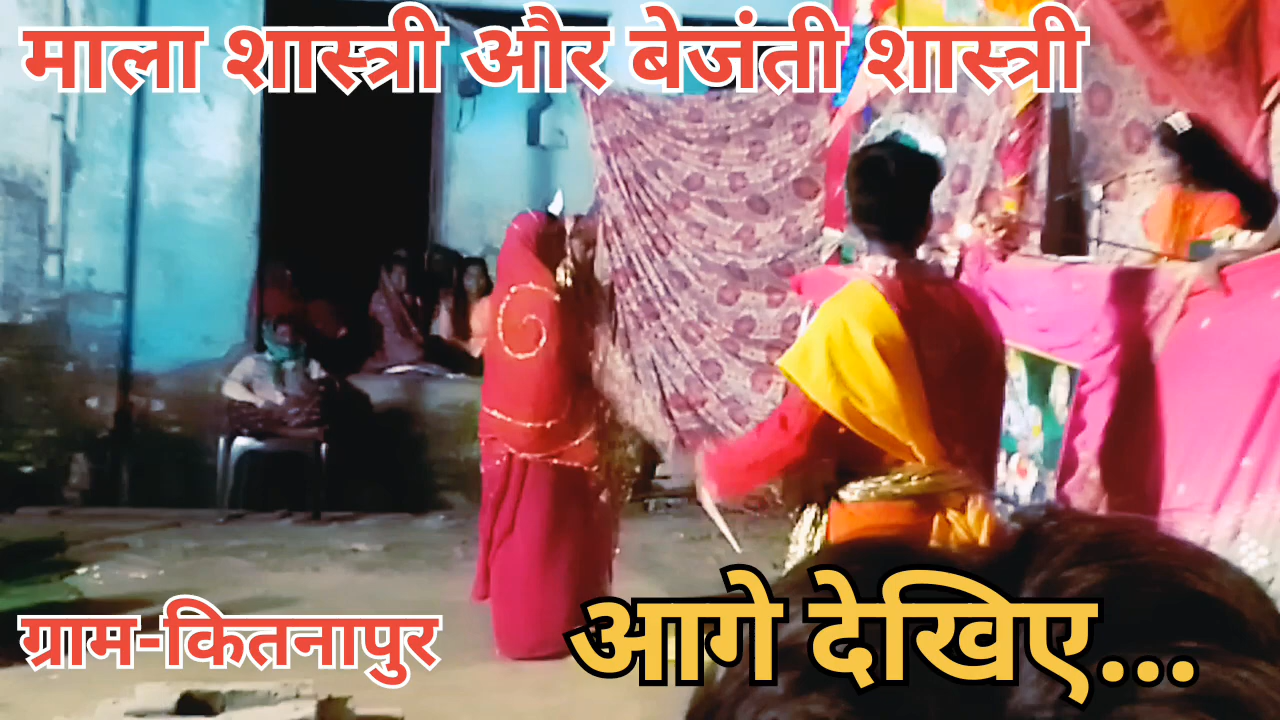 माला शास्त्री और बेजंती शास्त्री
ग्राम-कितनापुर
आगे देखिए...